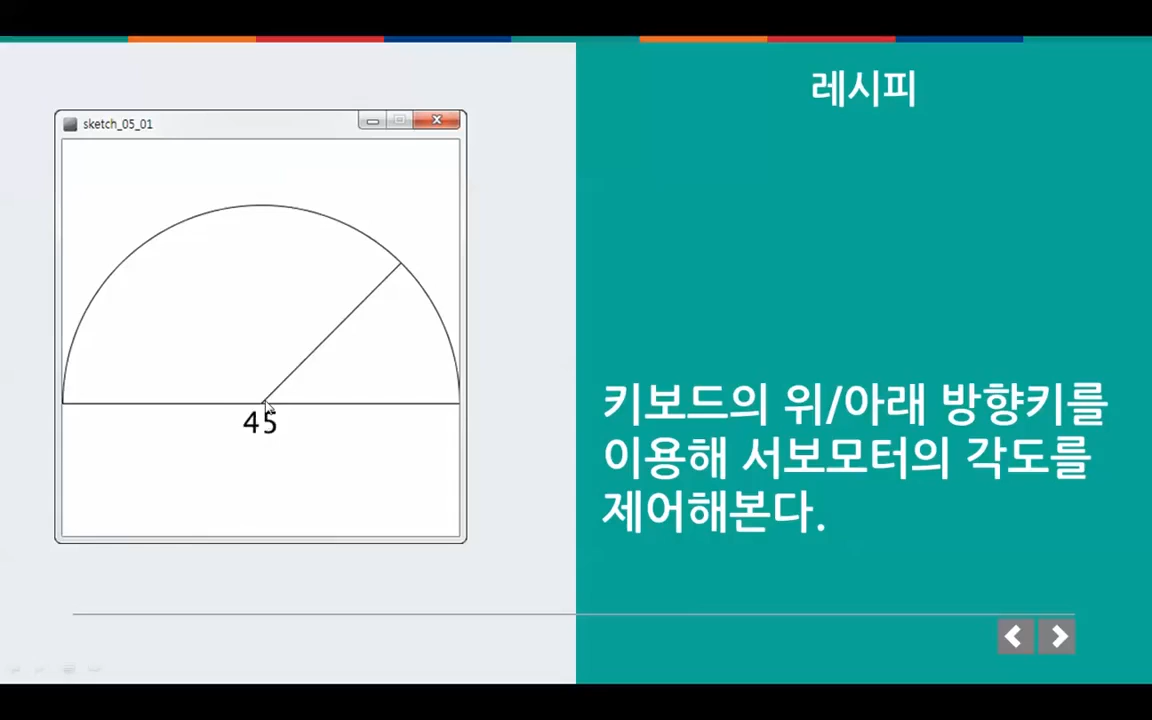 레시피
sketch_05_01
45
키보드의 위/아래 방향키를
이용해 서보모터의 각도를
제어해본다.